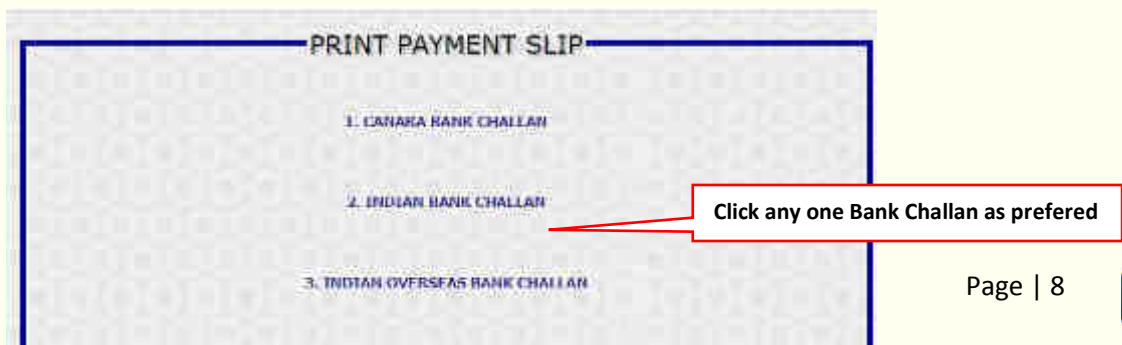 PRINT PAYMENT SLIP
1. CANARA BANK CHALLAN
2. INDIAN BANK CHALLAN
Click any one Bank Challan as prefered
3. INDIAN OVERSEAS BANK CHALLAN
Page | 8